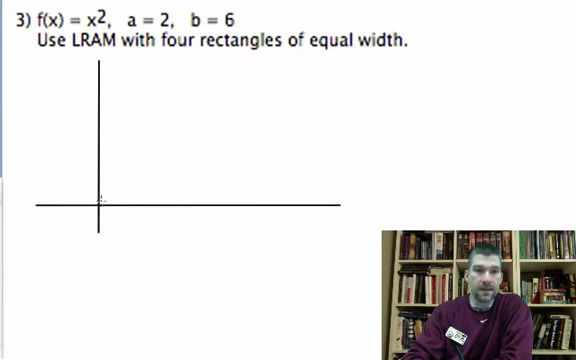 3) f(x) = x², a = 2, b = 6
Use LRAM with four rectangles of equal width.